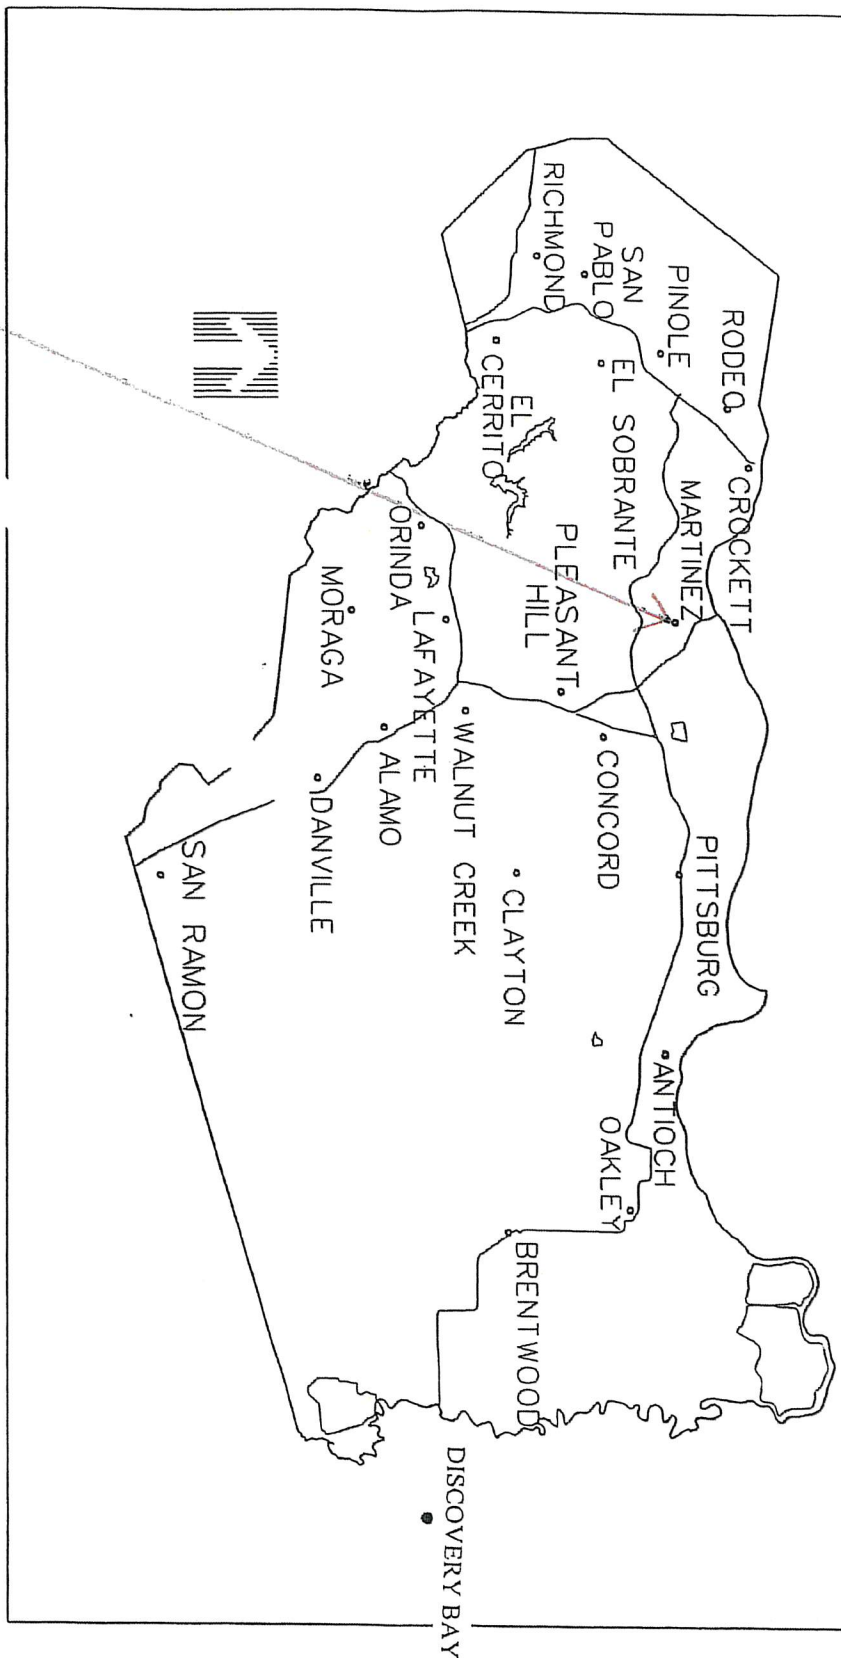 RODEO
CROCKETT
PINOLE
MARTINEZ
SAN
PABLO
EL SOBRANTE
RICHMOND
EL
CERRITO
PLEASANT
HILL
CONCORD
PITTSBURG
ANTIOCH
OAKLEY
ORINDA
LAFAYETTE
WALNUT CREEK
CLAYTON
BRENTWOOD
MORAGA
ALAMO
DANVILLE
SAN RAMON
DISCOVERY BAY